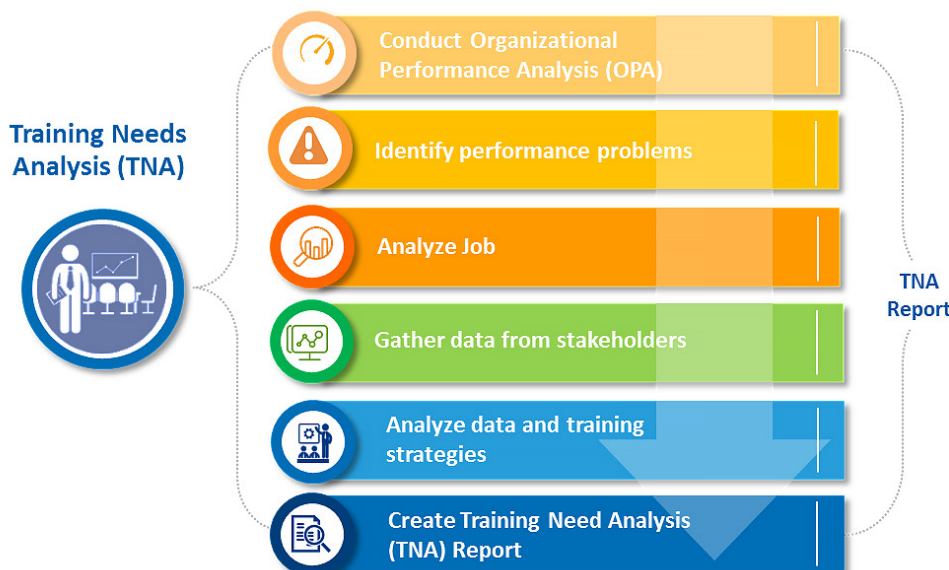 Training Needs
Analysis (TNA)
Conduct Organizational
Performance Analysis (OPA)
Identify performance problems
Analyze Job
Gather data from stakeholders
Analyze data and training
strategies
Create Training Need Analysis
(TNA) Report
TNA
Report